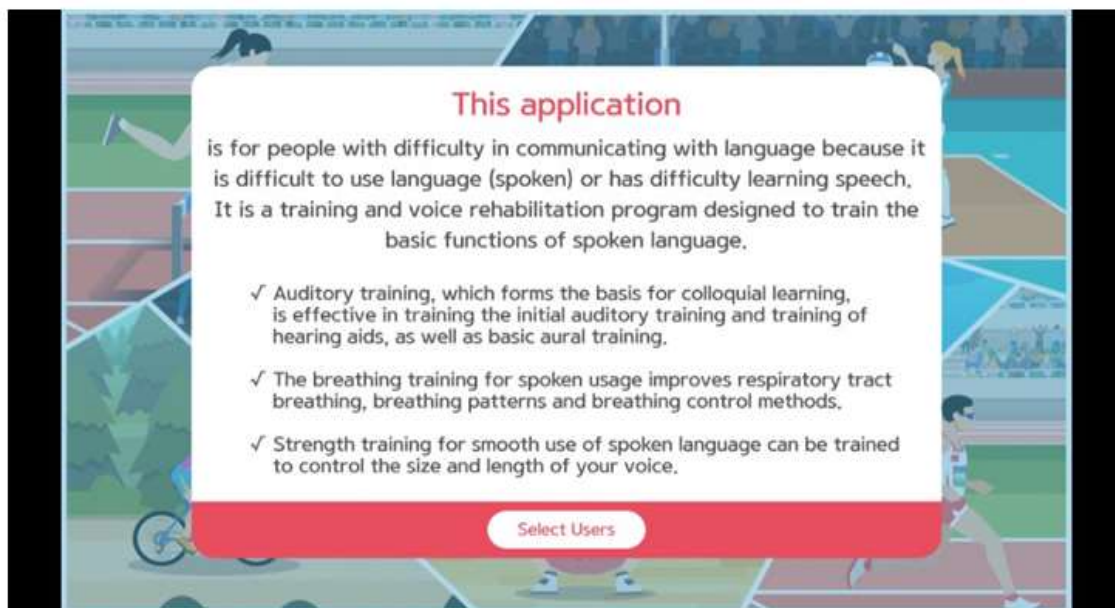 This application
is for people with difficulty in communicating with language because it
is difficult to use language (spoken) or has difficulty learning speech.
It is a training and voice rehabilitation program designed to train the
basic functions of spoken language.
✓ Auditory training, which forms the basis for colloquial learning,
is effective in training the initial auditory training and training of
hearing aids, as well as basic aural training.
✓ The breathing training for spoken usage improves respiratory tract
breathing, breathing patterns and breathing control methods.
✓ Strength training for smooth use of spoken language can be trained
to control the size and length of your voice.
Select Users